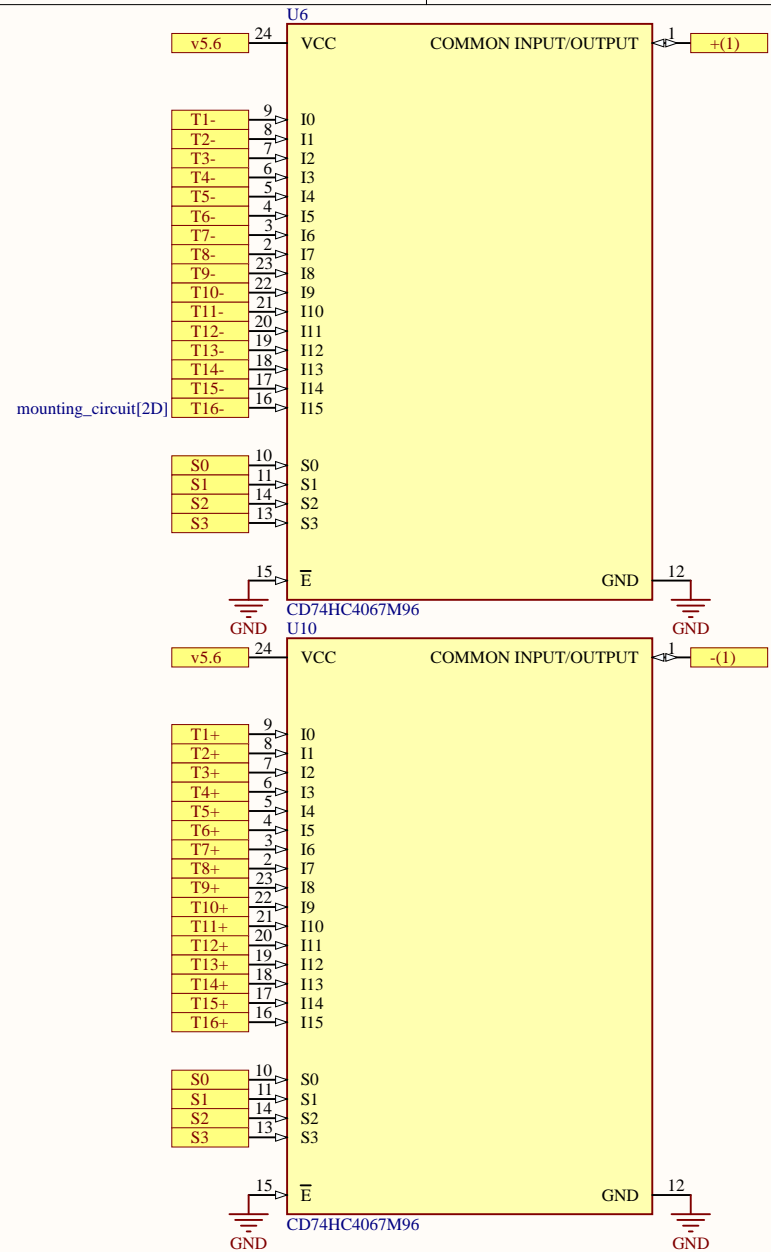 U6
v5.6 24 VCC COMMON INPUT/OUTPUT 1 +(1)
T1- 9 I0
T2- 8 I1
T3- 7 I2
T4- 6 I3
T5- 5 I4
T6- 4 I5
T7- 3 I6
T8- 2 I7
T9- 23 I8
T10- 22 I9
T11- 21 I10
T12- 20 I11
T13- 19 I12
T14- 18 I13
T15- 17 I14
mounting_circuit[2D] T16- 16 I15
S0 10 S0
S1 11 S1
S2 14 S2
S3 13 S3
15 E GND 12
GND CD74HC4067M96 GND
U10
v5.6 24 VCC COMMON INPUT/OUTPUT 1 -(1)
T1+ 9 I0
T2+ 8 I1
T3+ 7 I2
T4+ 6 I3
T5+ 5 I4
T6+ 4 I5
T7+ 3 I6
T8+ 2 I7
T9+ 23 I8
T10+ 22 I9
T11+ 21 I10
T12+ 20 I11
T13+ 19 I12
T14+ 18 I13
T15+ 17 I14
T16+ 16 I15
S0 10 S0
S1 11 S1
S2 14 S2
S3 13 S3
15 E GND 12
GND CD74HC4067M96 GND